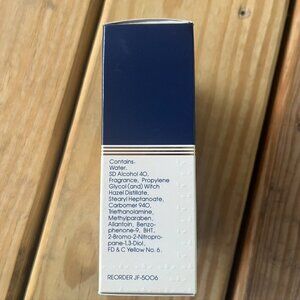 Contains:
Water,
SD Alcohol 40,
Fragrance, Propylene
Glycol (and) Witch
Hazel Distillate,
Stearyl Heptanoate,
Carbomer 940,
Triethanolamine,
Methylparaben,
Allantoin, Benzo-
phenone-9, BHT,
2-Bromo-2-Nitropro-
pane-1,3-Diol,
FD & C Yellow No. 6.
REORDER JF-5006